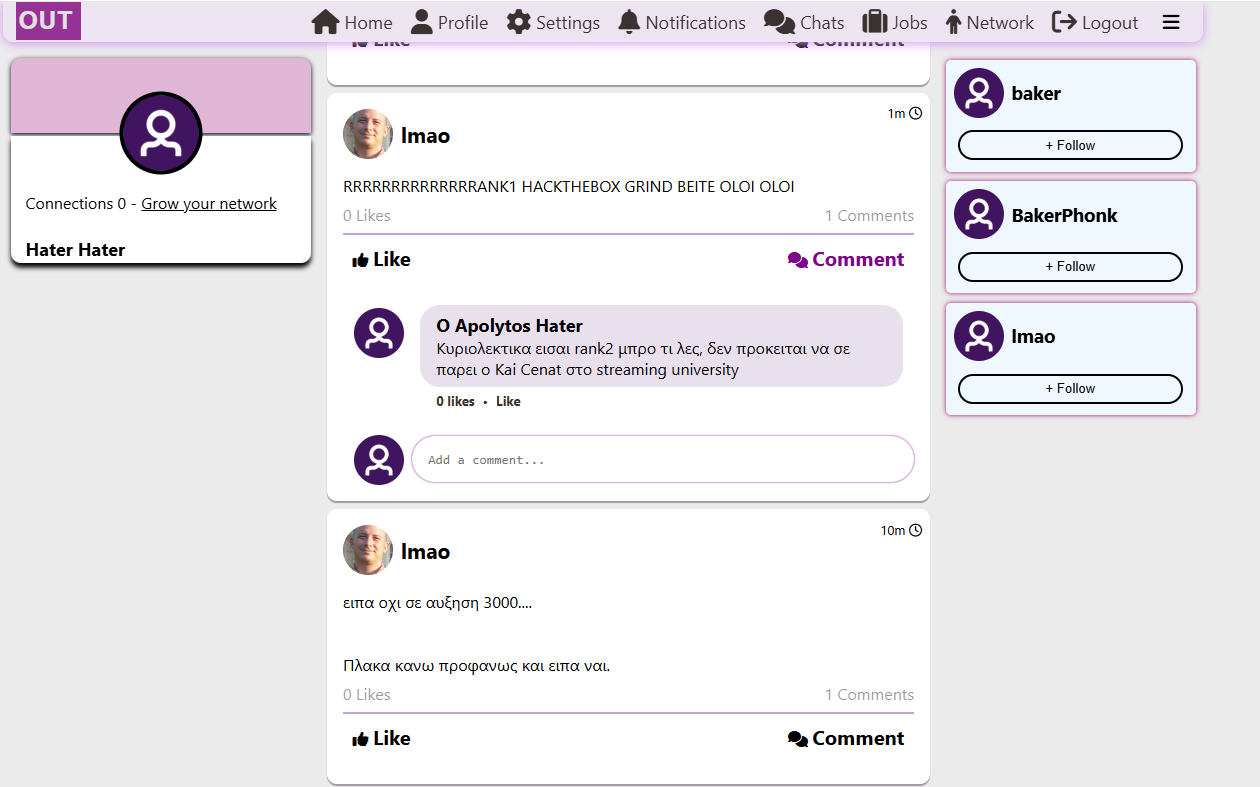 OUT
Home Profile Settings Notifications Chats Jobs Network Logout
Like Comment
Connections 0 - Grow your network
Hater Hater
1m
lmao
RRRRRRRRRRRRRRANK1 HACKTHEBOX GRIND BEITE OLOI OLOI
0 Likes 1 Comments
Like Comment
O Apolytos Hater
Κυριολεκτικα εισαι rank2 μπρο τι λες, δεν προκειται να σε
παρει ο Kai Cenat στο streaming university
0 likes • Like
Add a comment...
10m
lmao
ειπα οχι σε αυξηση 3000....
Πλακα κανω προφανως και ειπα ναι.
0 Likes 1 Comments
Like Comment
baker
+ Follow
BakerPhonk
+ Follow
lmao
+ Follow